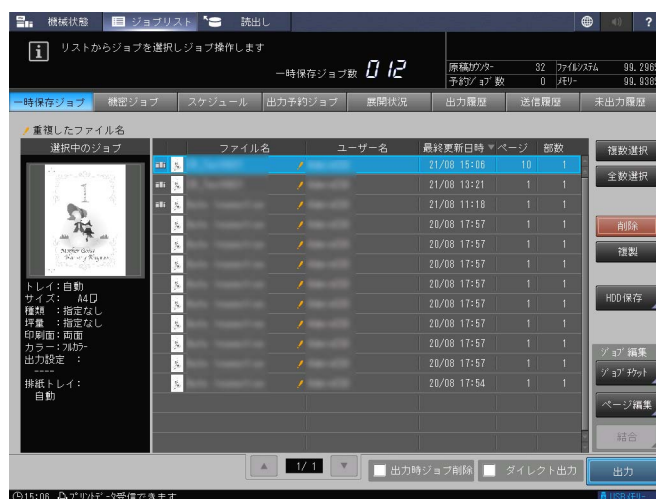 機械状態 ジョブリスト 読出し ?
リストからジョブを選択しジョブ操作します
一時保存ジョブ数 012
原稿カウンター 32 ファイルシステム 99.296
予約ジョブ数 0 メモリー 99.938
一時保存ジョブ 機密ジョブ スケジュール 出力予約ジョブ 展開状況 出力履歴 送信履歴 未出力履歴
重複したファイル名
選択中のジョブ ファイル名 ユーザー名 最終更新日時 ▼ ページ 部数
21/08 15:06 10 1
21/08 13:21 1 1
21/08 11:18 1 1
20/08 17:57 1 1
20/08 17:57 1 1
20/08 17:57 1 1
20/08 17:57 1 1
20/08 17:57 1 1
20/08 17:57 1 1
20/08 17:57 1 1
20/08 17:54 1 1
1
Mother Goose
トレイ:自動
サイズ: A4
種類 :指定なし
坪量 :指定なし
印刷面:両面
カラー:フルカラー
出力設定 :
----
排紙トレイ:
自動
複数選択
全数選択
削除
複製
HDD保存
ジョブ編集
ジョブチケット
ページ編集
結合
▲ 1/ 1 ▼ 出力時ジョブ削除 ダイレクト出力 出力
15:06 プリントデータ受信できます USBメモリー